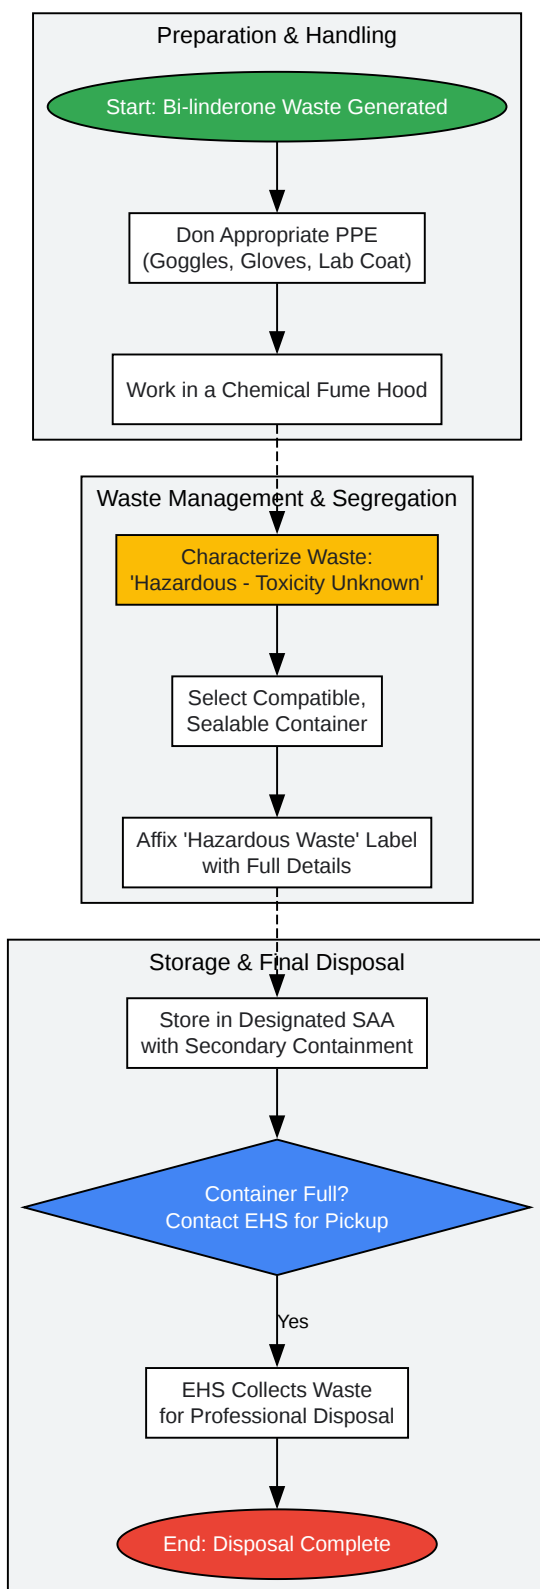 Preparation & Handling
Start: Bi-linderone Waste Generated
Don Appropriate PPE
(Goggles, Gloves, Lab Coat)
Work in a Chemical Fume Hood
Waste Management & Segregation
Characterize Waste:
'Hazardous - Toxicity Unknown'
Select Compatible,
Sealable Container
Affix 'Hazardous Waste' Label
with Full Details
Storage & Final Disposal
Store in Designated SAA
with Secondary Containment
Container Full?
Contact EHS for Pickup
Yes
EHS Collects Waste
for Professional Disposal
End: Disposal Complete